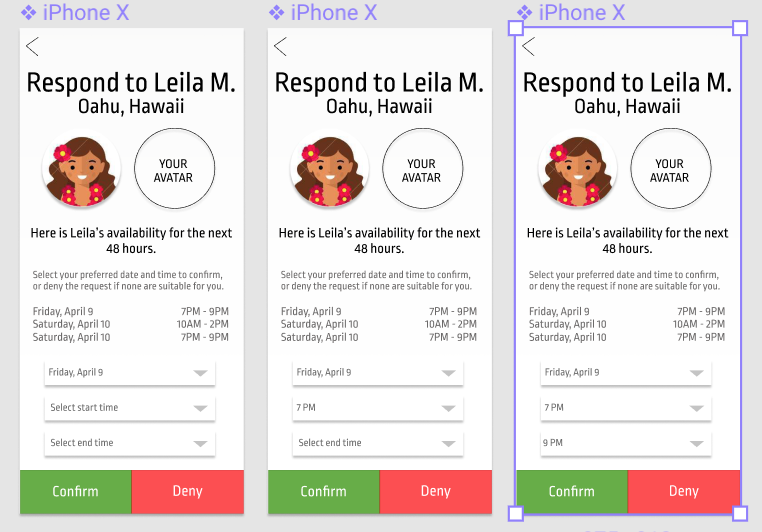 ❖ iPhone X
Respond to Leila M.
Oahu, Hawaii
YOUR
AVATAR
Here is Leila's availability for the next
48 hours.
Select your preferred date and time to confirm,
or deny the request if none are suitable for you.
Friday, April 9 7PM - 9PM
Saturday, April 10 10AM - 2PM
Saturday, April 10 7PM - 9PM
Friday, April 9
Select start time
Select end time
Confirm Deny
❖ iPhone X
Respond to Leila M.
Oahu, Hawaii
YOUR
AVATAR
Here is Leila's availability for the next
48 hours.
Select your preferred date and time to confirm,
or deny the request if none are suitable for you.
Friday, April 9 7PM - 9PM
Saturday, April 10 10AM - 2PM
Saturday, April 10 7PM - 9PM
Friday, April 9
7 PM
Select end time
Confirm Deny
❖ iPhone X
Respond to Leila M.
Oahu, Hawaii
YOUR
AVATAR
Here is Leila's availability for the next
48 hours.
Select your preferred date and time to confirm,
or deny the request if none are suitable for you.
Friday, April 9 7PM - 9PM
Saturday, April 10 10AM - 2PM
Saturday, April 10 7PM - 9PM
Friday, April 9
7 PM
9 PM
Confirm Deny